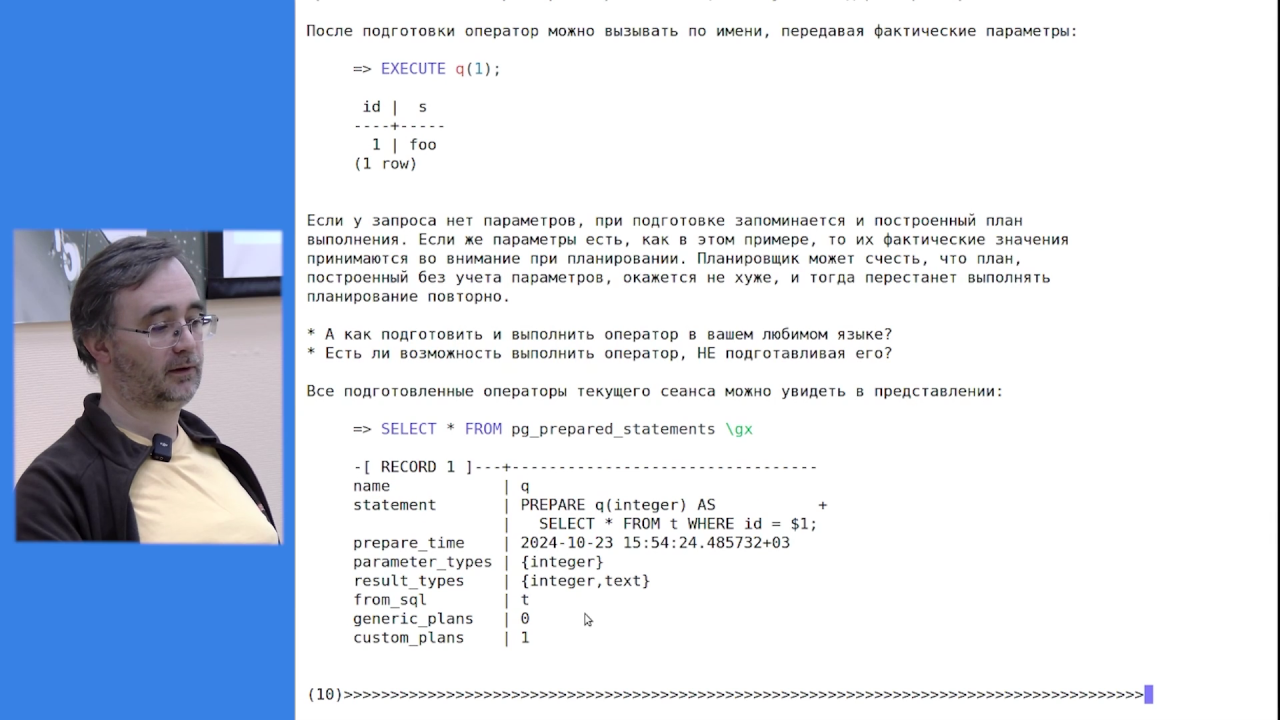 После подготовки оператор можно вызывать по имени, передавая фактические параметры:
=> EXECUTE q(1);
id | s
----+-----
1 | foo
(1 row)
Если у запроса нет параметров, при подготовке запоминается и построенный план
выполнения. Если же параметры есть, как в этом примере, то их фактические значения
принимаются во внимание при планировании. Планировщик может счесть, что план,
построенный без учета параметров, окажется не хуже, и тогда перестанет выполнять
планирование повторно.
* А как подготовить и выполнить оператор в вашем любимом языке?
* Есть ли возможность выполнить оператор, НЕ подготавливая его?
Все подготовленные операторы текущего сеанса можно увидеть в представлении:
=> SELECT * FROM pg_prepared_statements \gx
-[ RECORD 1 ]---+---------------------------------
name | q
statement | PREPARE q(integer) AS +
| SELECT * FROM t WHERE id = $1;
prepare_time | 2024-10-23 15:54:24.485732+03
parameter_types | {integer}
result_types | {integer,text}
from_sql | t
generic_plans | 0
custom_plans | 1
(10)>>>>>>>>>>>>>>>>>>>>>>>>>>>>>>>>>>>>>>>>>>>>>>>>>>>>>>>>>>>>>>>>>>>>>>>>>>>>>>>>>>>>>>